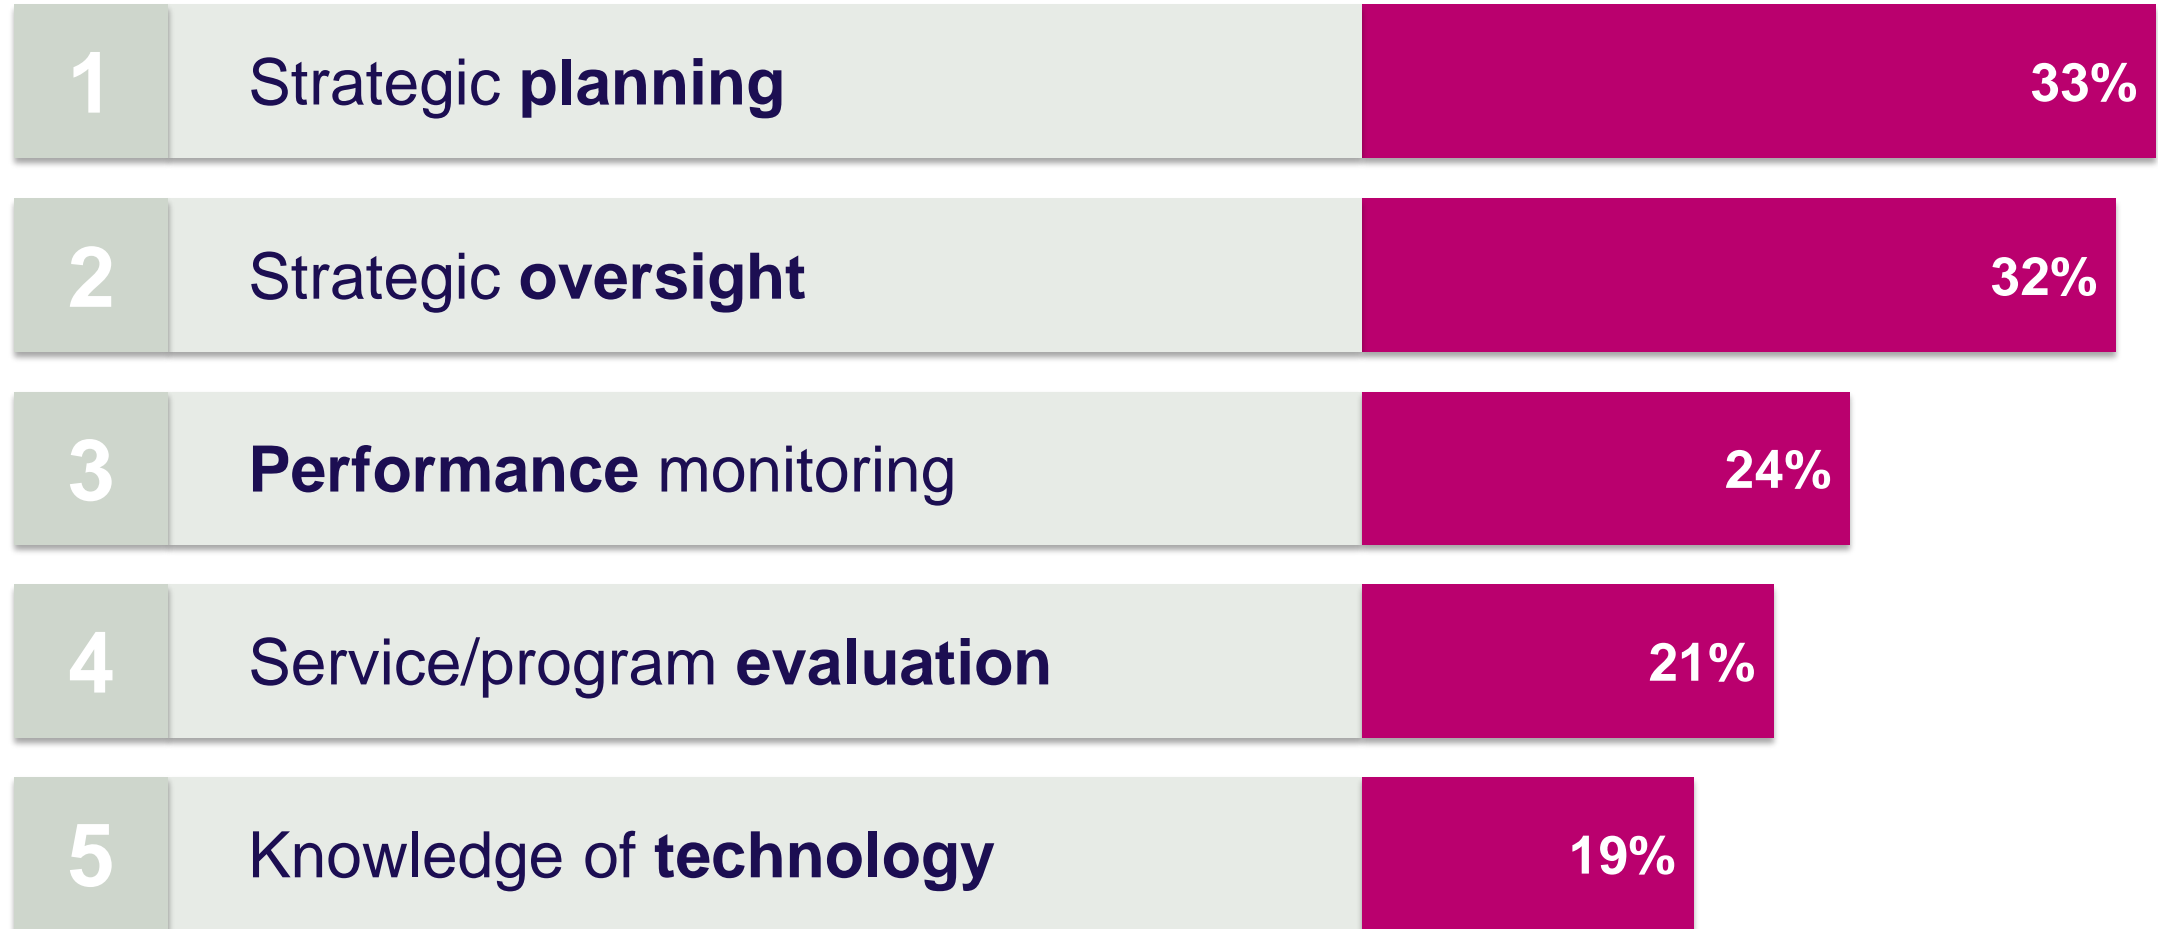 1 Strategic planning 33%
2 Strategic oversight 32%
3 Performance monitoring 24%
4 Service/program evaluation 21%
5 Knowledge of technology 19%